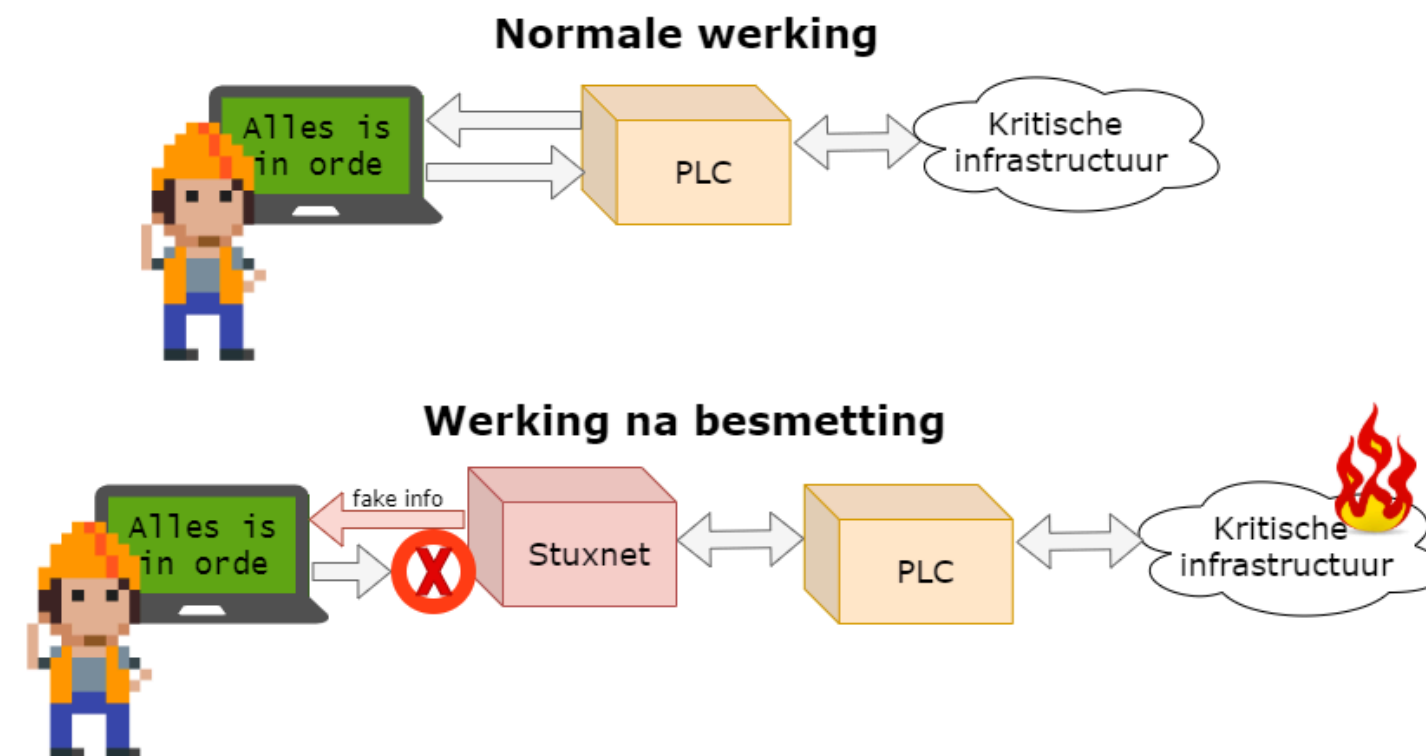 Normale werking
Alles is
in orde
PLC
Kritische
infrastructuur
Werking na besmetting
Alles is
in orde
fake info
X
Stuxnet
PLC
Kritische
infrastructuur